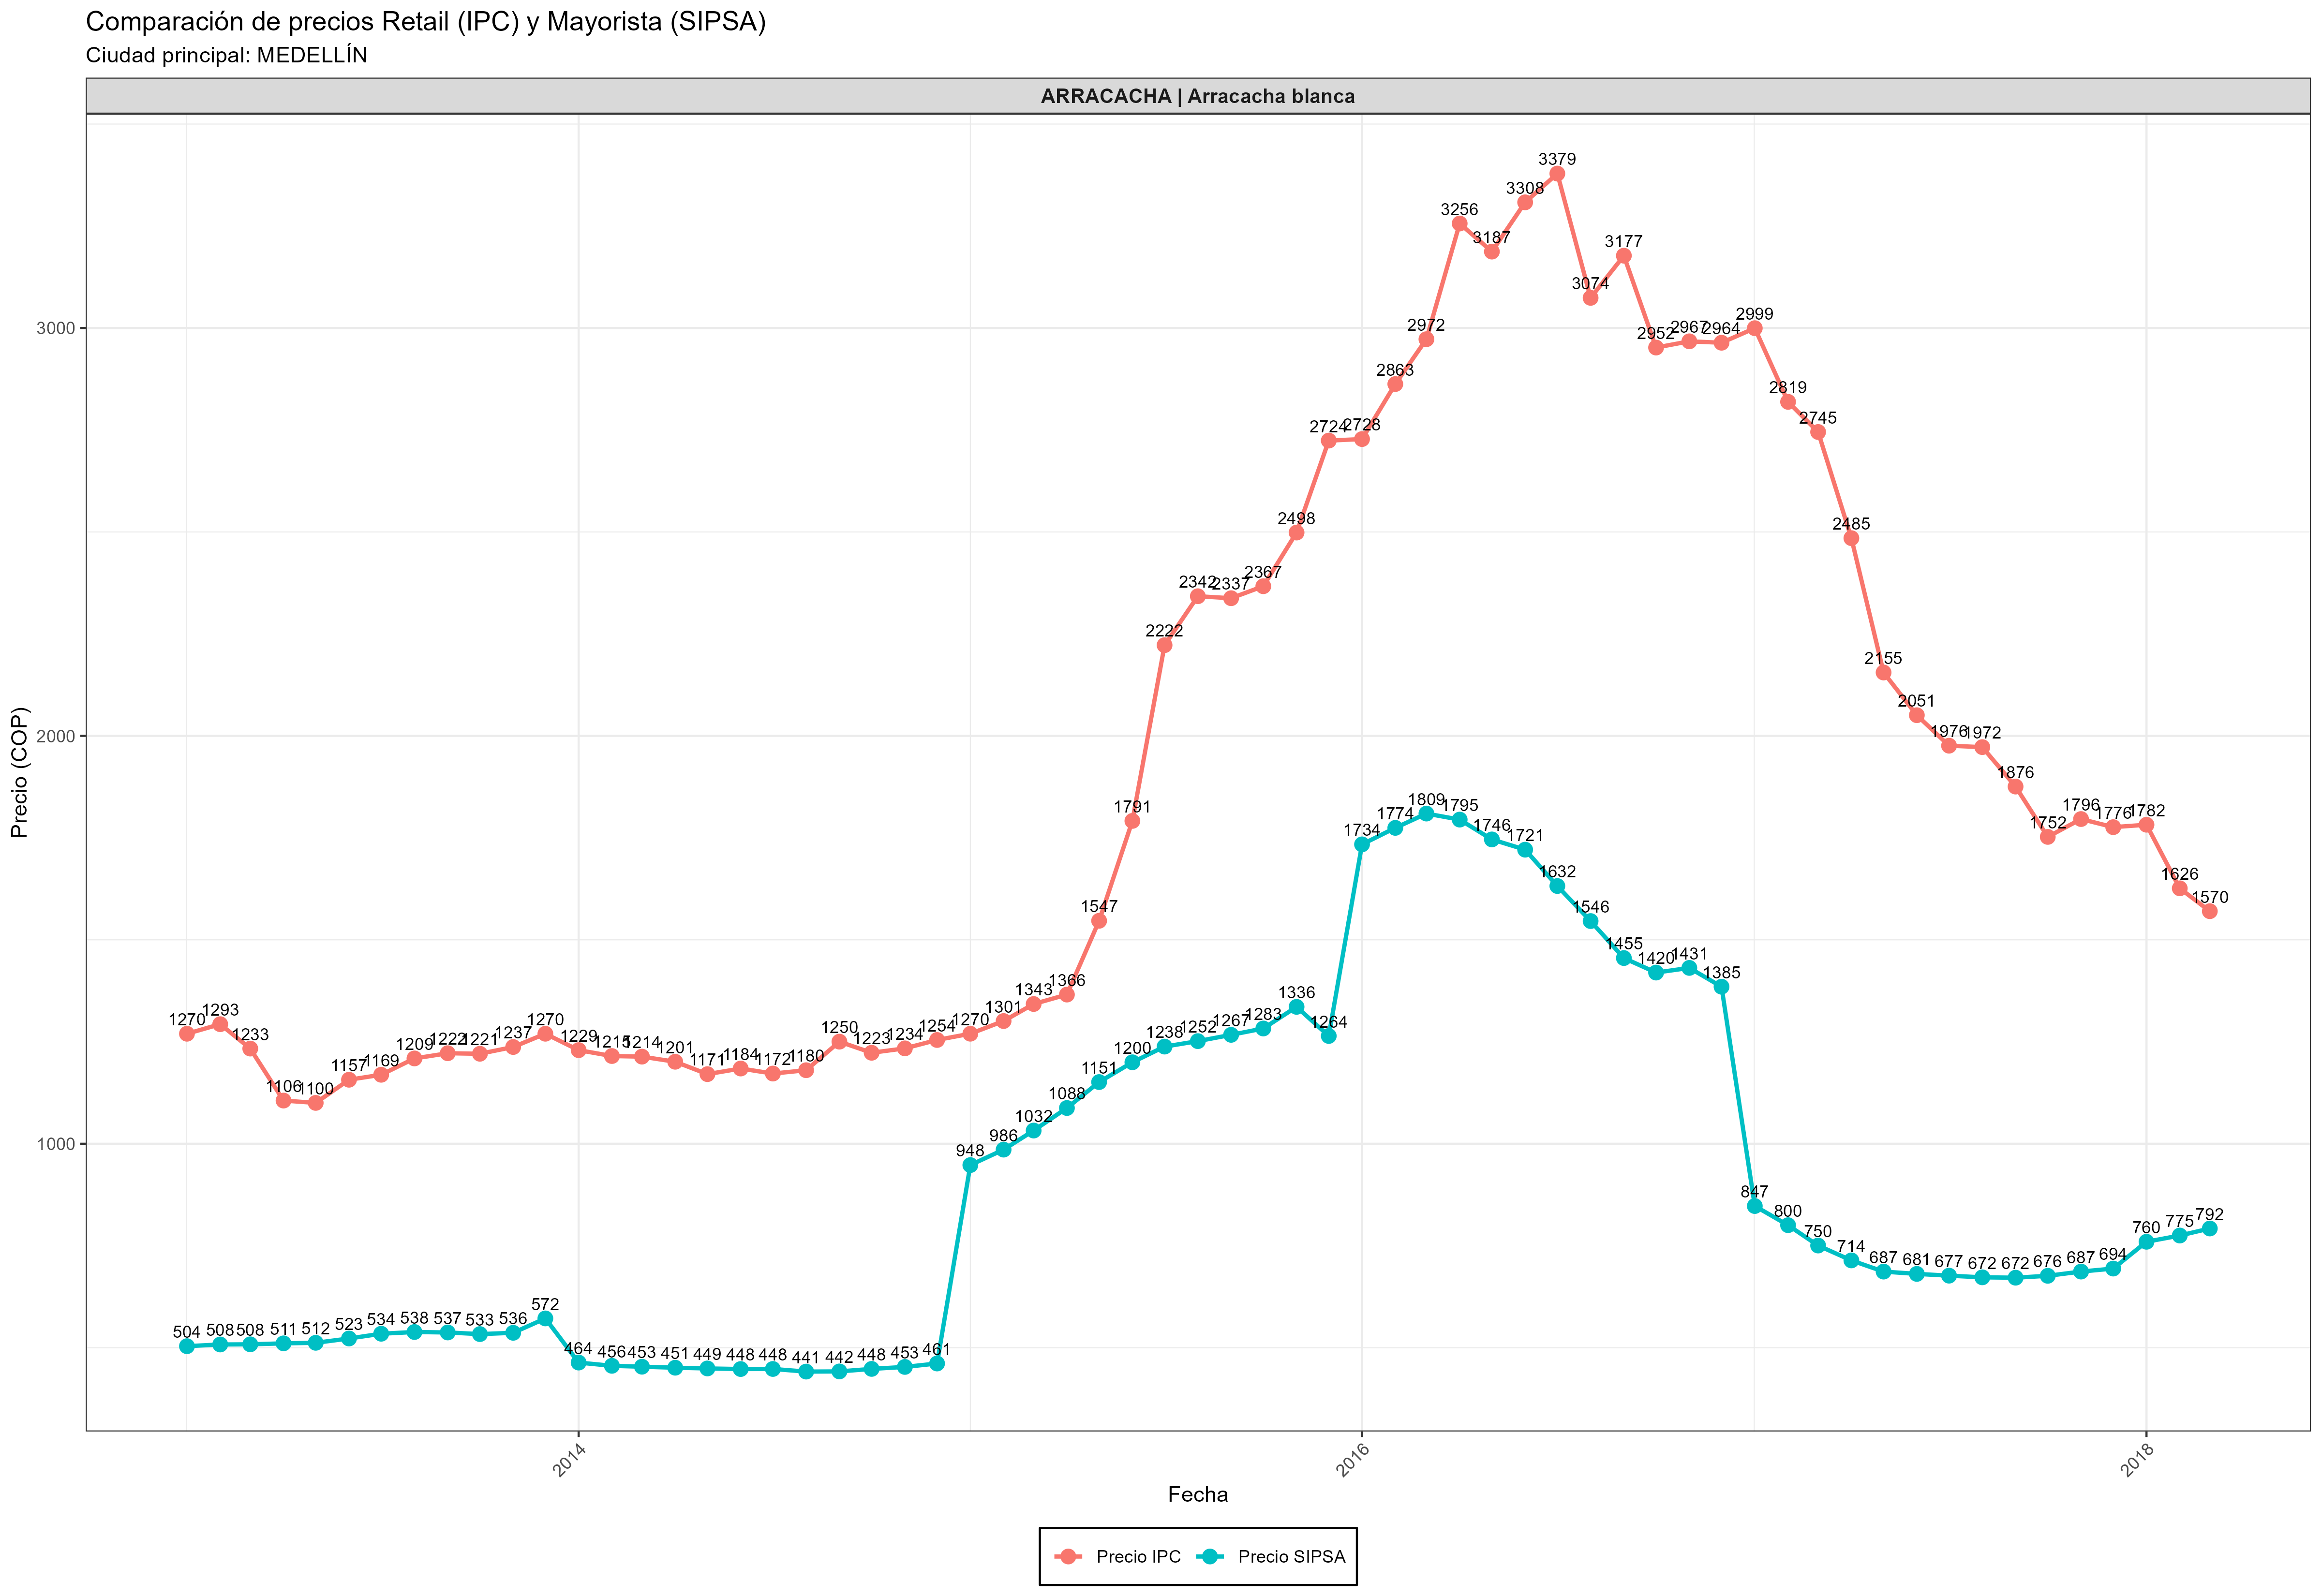 Comparación de precios Retail (IPC) y Mayorista (SIPSA)
Ciudad principal: MEDELLÍN
ARRACACHA | Arracacha blanca
Precio (COP)
3000
2000
1000
1270 1293 1233 1106 1100 1157 1169 1209 1222 1221 1237 1270
1229 1215 1214 1201 1171 1184 1172 1180 1250 1223 1234 1254
1270 1301 1343 1366 1547 1791 2222 2342 2337 2367 2498 2724
2728 2863 2972 3256 3187 3308 3379 3074 3177 2952 2967 2964
2999 2819 2745 2485 2155 2051 1976 1972 1876 1752 1796 1776
1782 1626 1570
504 508 508 511 512 523 534 538 537 533 536 572
464 456 453 451 449 448 448 441 442 448 453 461
948 986 1032 1088 1151 1200 1238 1252 1267 1283 1336 1264
1734 1774 1809 1795 1746 1721 1632 1546 1455 1420 1431 1385
847 800 750 714 687 681 677 672 672 676 687 694
760 775 792
2014 2016 2018
Fecha
Precio IPC Precio SIPSA